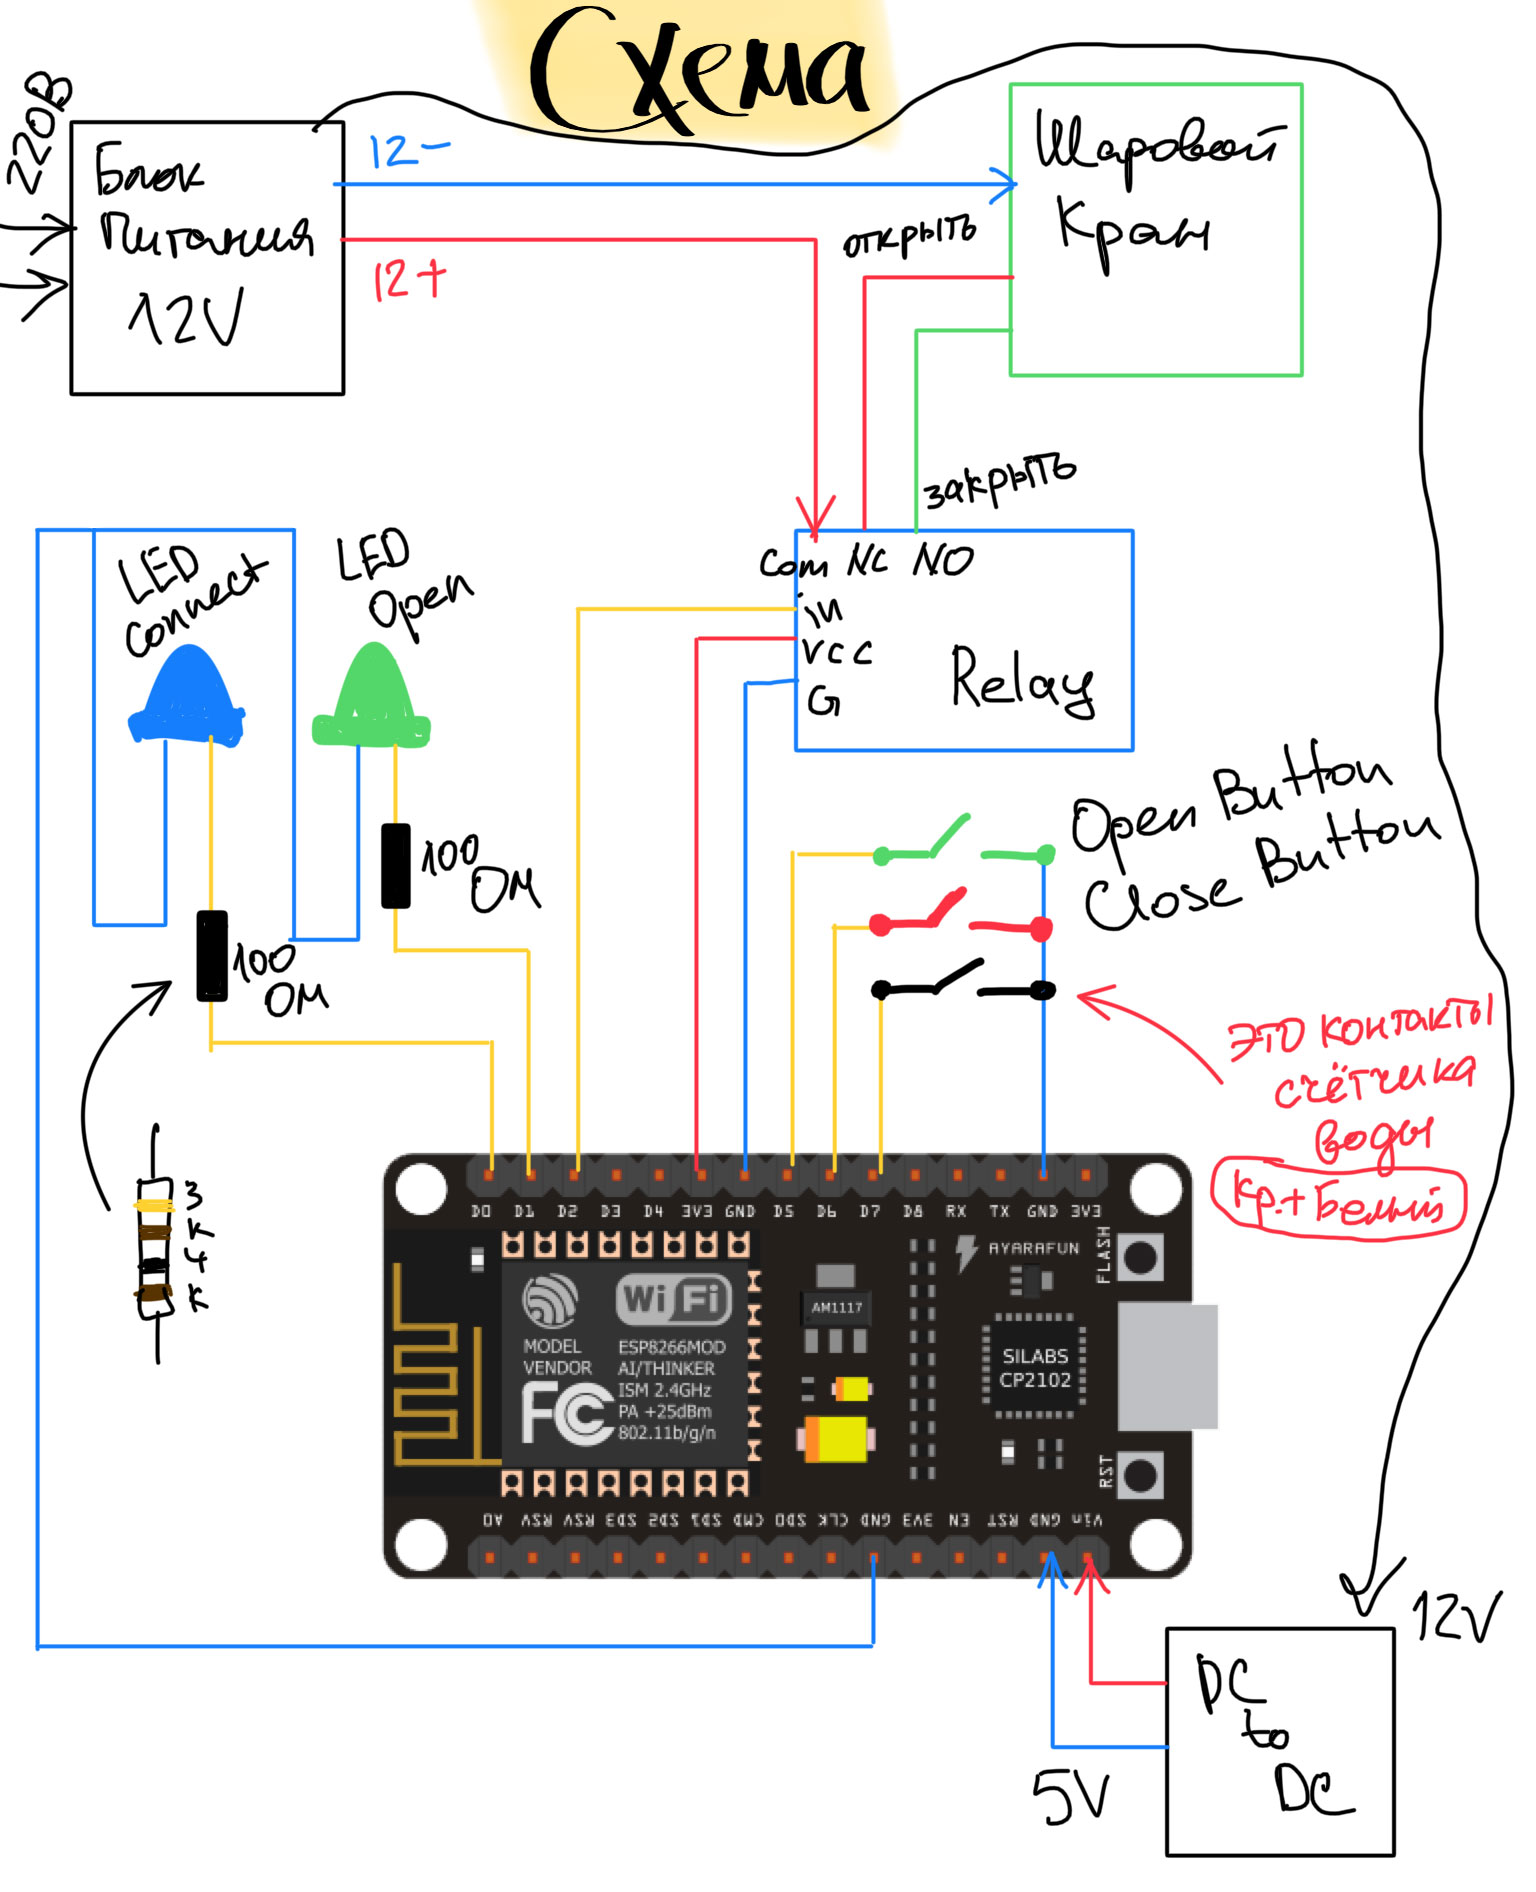 Схема
220В
Блок
Питания
12V
12-
12+
Шаровой
Кран
открыть
закрыть
LED
Connect
LED
Open
Com NC NO
in
VCC
G
Relay
100
ОМ
100
ОМ
Open Button
Close Button
это контакты
счётчика
воды
Кр.+Белый
З
К
Ч
К
D0 D1 D2 D3 D4 3V3 GND D5 D6 D7 D8 RX TX GND 3V3
FLASH
AYARAFUN
WiFi
MODEL
VENDOR
FC
ESP8266MOD
AI/THINKER
ISM 2.4GHz
PA +25dBm
802.11b/g/n
AM1117
SILABS
CP2102
RST
A0 RSV RSV SD3 SD2 SD1 CMD SD0 CLK GND 3V3 EN RST GND Vin
12V
DC
to
DC
5V